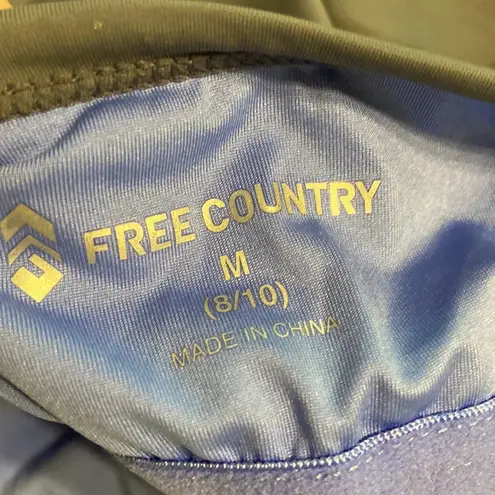 FREE COUNTRY
M
(8/10)
MADE IN CHINA